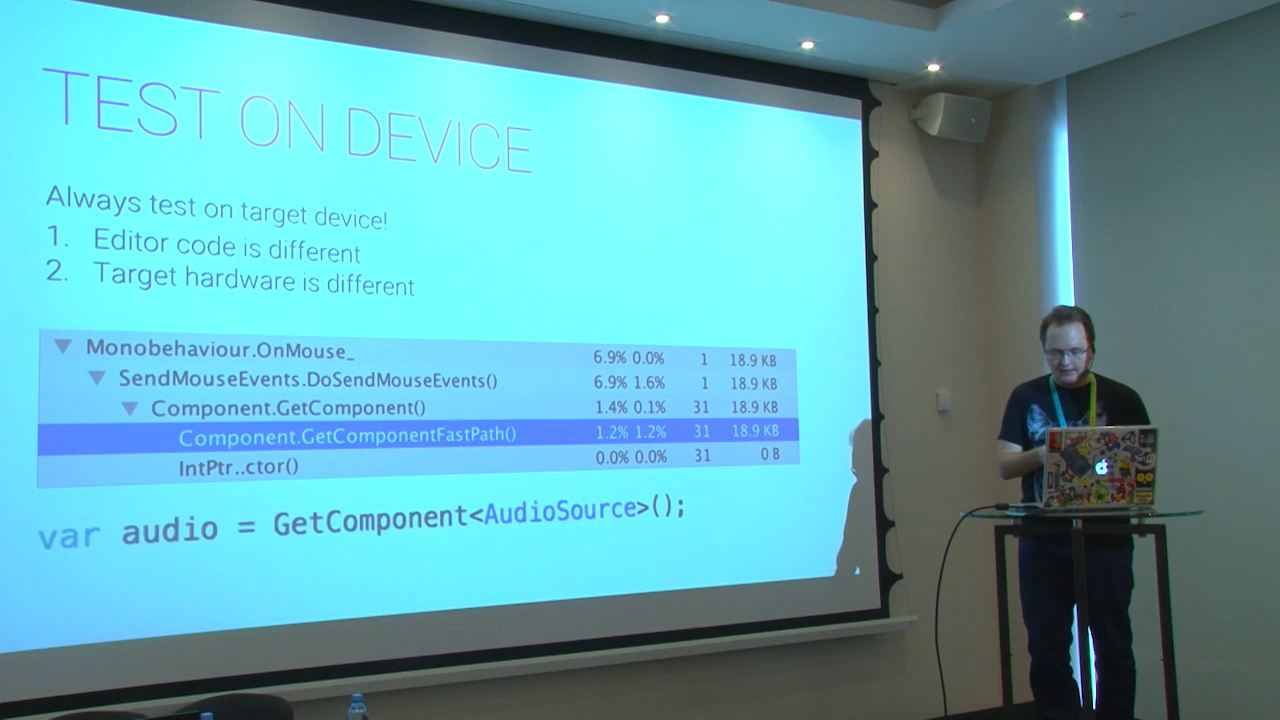 TEST ON DEVICE
Always test on target device!
1. Editor code is different
2. Target hardware is different
Monobehaviour.OnMouse_ 6.9% 0.0% 1 18.9 KB
SendMouseEvents.DoSendMouseEvents() 6.9% 1.6% 1 18.9 KB
Component.GetComponent() 1.4% 0.1% 31 18.9 KB
Component.GetComponentFastPath() 1.2% 1.2% 31 18.9 KB
IntPtr..ctor() 0.0% 0.0% 31 0 B
var audio = GetComponent<AudioSource>();